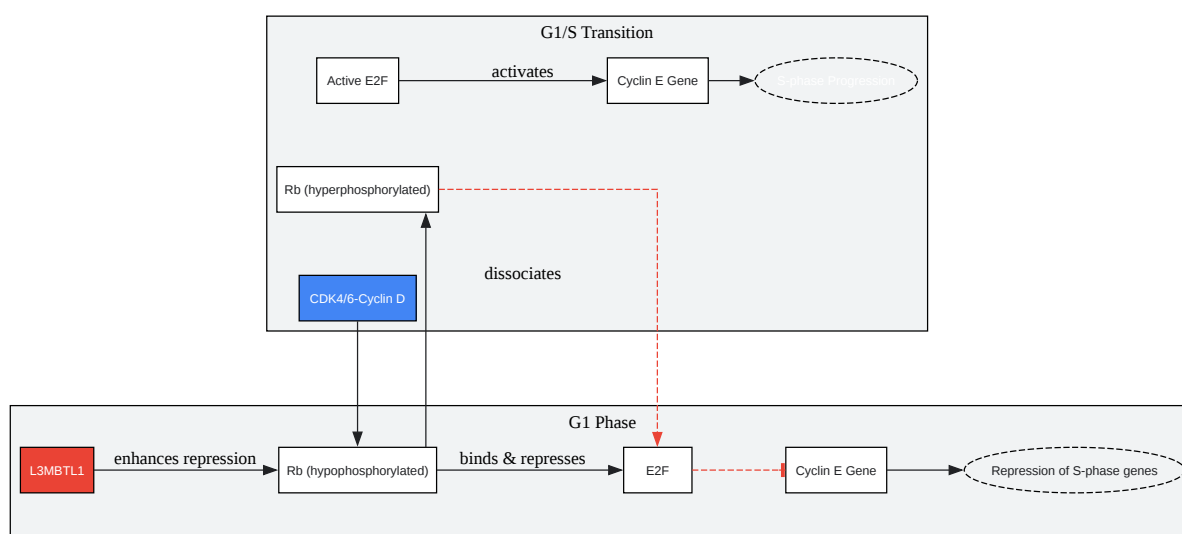 G1/S Transition
Active E2F
activates
Cyclin E Gene
S-phase Progression
Rb (hyperphosphorylated)
dissociates
CDK4/6-Cyclin D
G1 Phase
L3MBTL1
enhances repression
Rb (hypophosphorylated)
binds & represses
E2F
Cyclin E Gene
Repression of S-phase genes